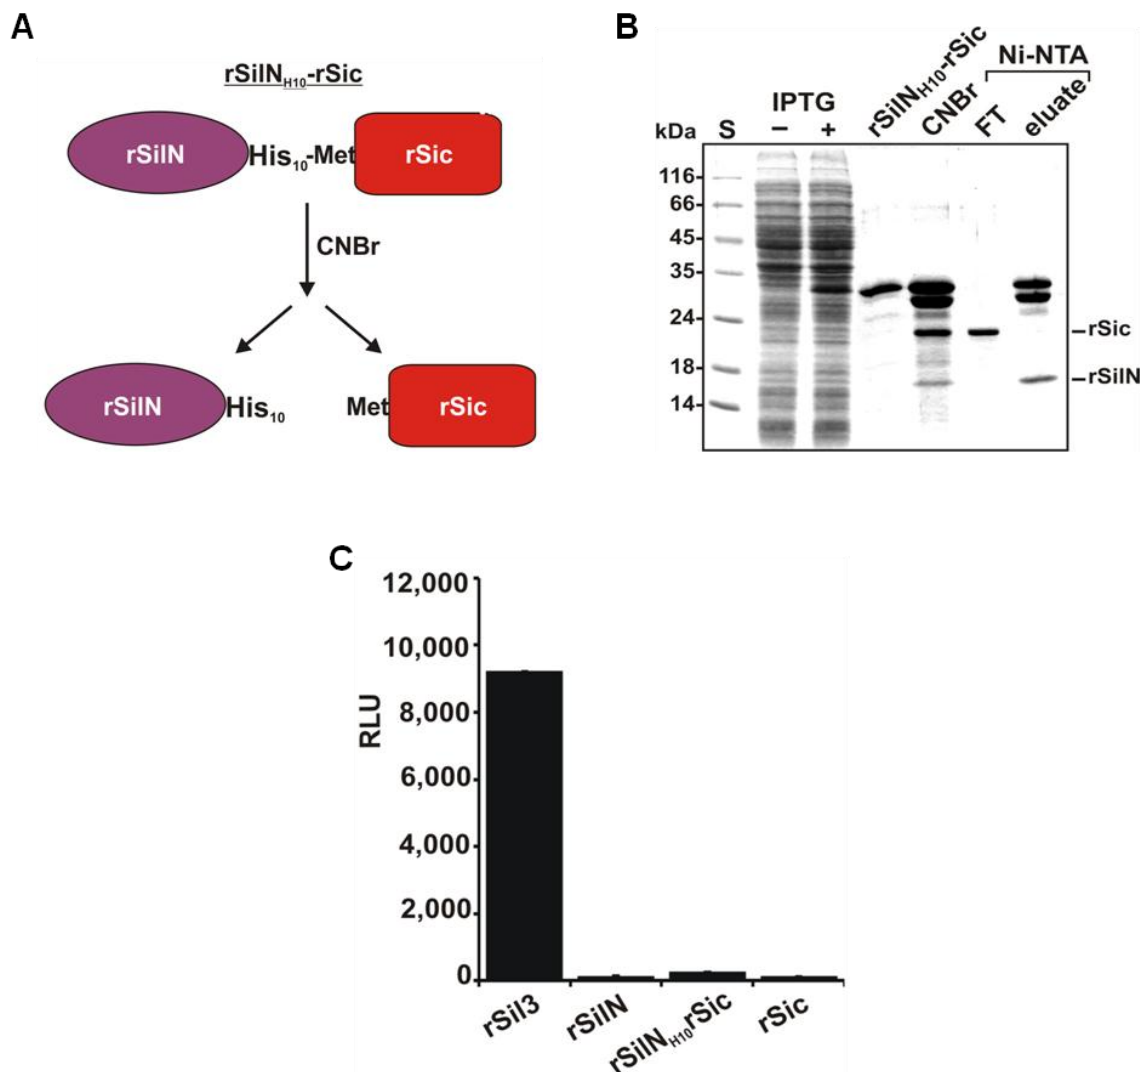 A
rSilN_H10-rSic
rSilN His10-Met rSic
CNBr
rSilN His10 Met rSic
B
Ni-NTA
IPTG rSilN_H10-rSic CNBr FT eluate
kDa S − +
116-
66-
45-
35-
24-
-rSic
18-
-rSilN
14-
C
12,000
10,000
8,000
6,000
4,000
2,000
0
RLU
rSil3 rSilN rSilN_H10rSic rSic